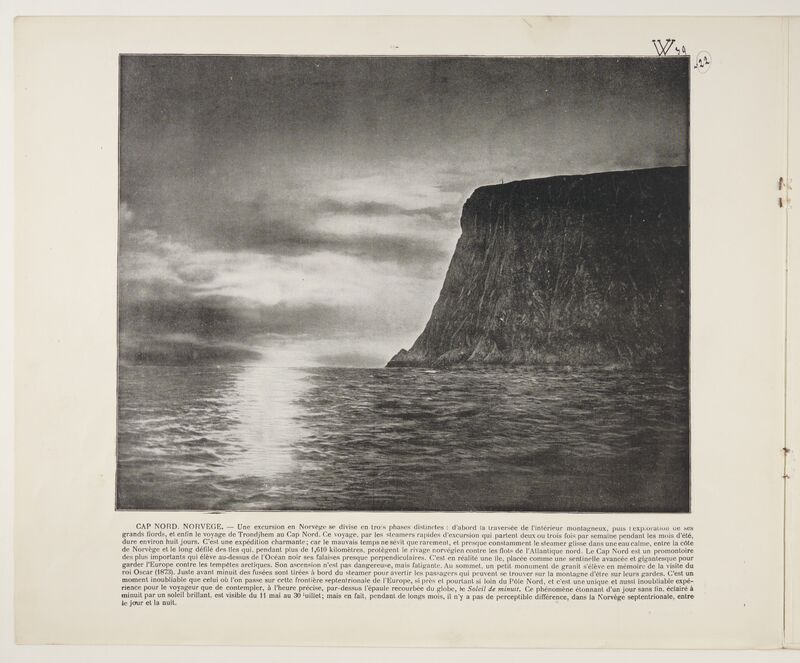 W 59
522
CAP NORD. NORVÈGE. — Une excursion en Norvège se divise en trois phases distinctes : d'abord la traversée de l'intérieur montagneux, puis l'exploration de ses
grands fiords, et enfin le voyage de Trondjhem au Cap Nord. Ce voyage, par les steamers rapides d'excursion qui partent deux ou trois fois par semaine pendant les mois d'été,
dure environ huit jours. C'est une expédition charmante; car le mauvais temps ne sévit que rarement, et presque constamment le steamer glisse dans une eau calme, entre la côte
de Norvège et le long défilé des îles qui, pendant plus de 1,610 kilomètres, protègent le rivage norvégien contre les flots de l'Atlantique nord. Le Cap Nord est un promontoire
des plus importants qui élève au-dessus de l'Océan noir ses falaises presque perpendiculaires. C'est en réalité une île, placée comme une sentinelle avancée et gigantesque pour
garder l'Europe contre les tempêtes arctiques. Son ascension n'est pas dangereuse, mais fatigante. Au sommet, un petit monument de granit s'élève en mémoire de la visite du
roi Oscar (1873). Juste avant minuit des fusées sont tirées à bord du steamer pour avertir les passagers qui peuvent se trouver sur la montagne d'être sur leurs gardes. C'est un
moment inoubliable que celui où l'on passe sur cette frontière septentrionale de l'Europe, si près et pourtant si loin du Pôle Nord, et c'est une unique et aussi inoubliable expé-
rience pour le voyageur que de contempler, à l'heure précise, par-dessus l'épaule recourbée du globe, le Soleil de minuit. Ce phénomène étonnant d'un jour sans fin, éclairé à
minuit par un soleil brillant, est visible du 11 mai au 30 juillet; mais en fait, pendant de longs mois, il n'y a pas de perceptible différence, dans la Norvège septentrionale, entre
le jour et la nuit.